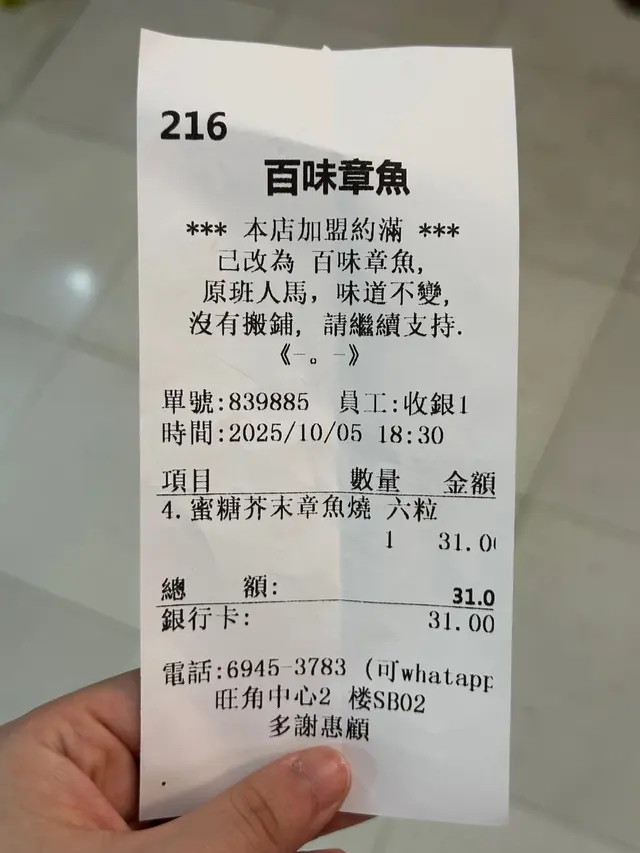 216
百味章魚
*** 本店加盟約滿 ***
已改為 百味章魚,
原班人馬, 味道不變,
沒有搬鋪, 請繼續支持.
《-。-》
單號:839885 員工:收銀1
時間:2025/10/05 18:30
項目 數量 金額
4.蜜糖芥末章魚燒 六粒
1 31.0
總 額: 31.0
銀行卡: 31.00
電話:6945-3783 (可whatapp
旺角中心2 楼SB02
多謝惠顧